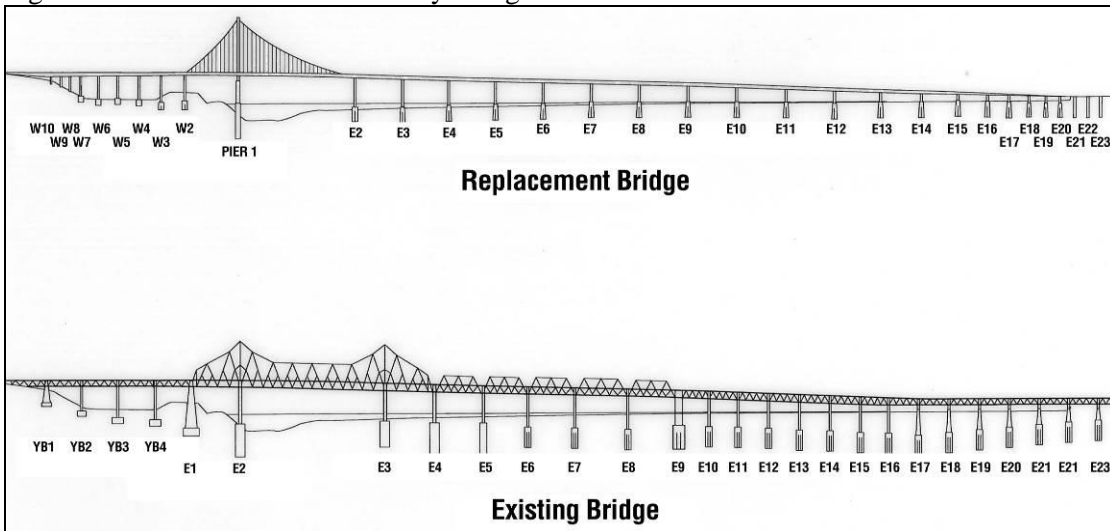 W10 W8 W6 W4 W2
W9 W7 W5 W3
PIER 1
E2 E3 E4 E5 E6 E7 E8 E9 E10 E11 E12 E13 E14 E15 E16 E18 E20 E22
E17 E19 E21 E23
Replacement Bridge
YB1 YB2 YB3 YB4 E1 E2 E3 E4 E5 E6 E7 E8 E9 E10 E11 E12 E13 E14 E15 E16 E17 E18 E19 E20 E21 E21 E23
Existing Bridge